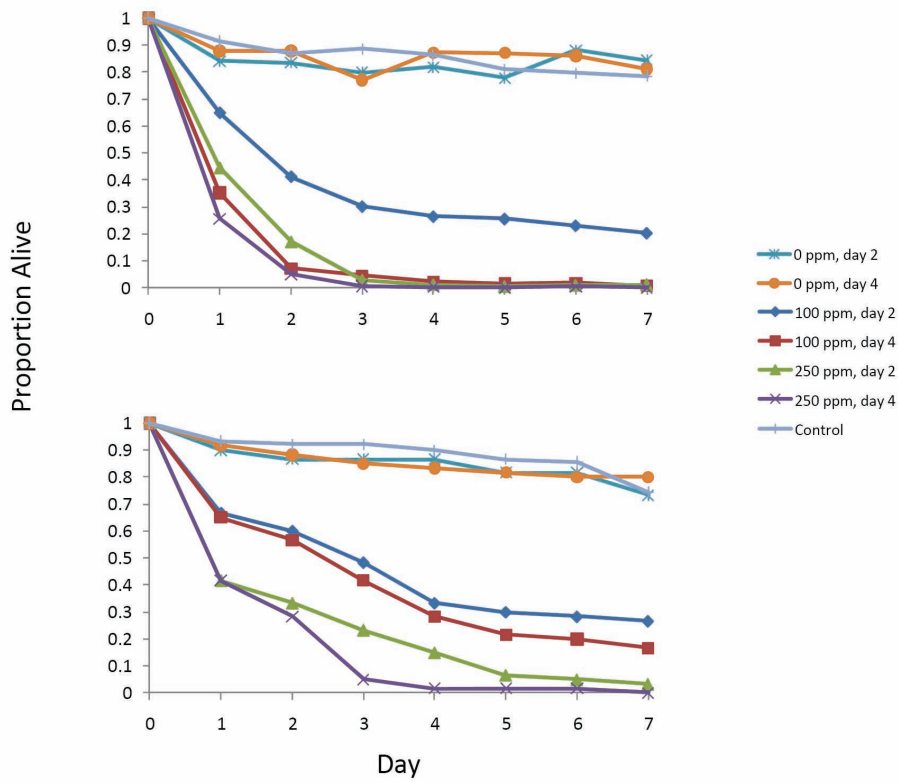 1
0.9
0.8
0.7
0.6
0.5
0.4
0.3
0.2
0.1
0
0 1 2 3 4 5 6 7
Proportion Alive
0 ppm, day 2
0 ppm, day 4
100 ppm, day 2
100 ppm, day 4
250 ppm, day 2
250 ppm, day 4
Control
1
0.9
0.8
0.7
0.6
0.5
0.4
0.3
0.2
0.1
0
0 1 2 3 4 5 6 7
Day